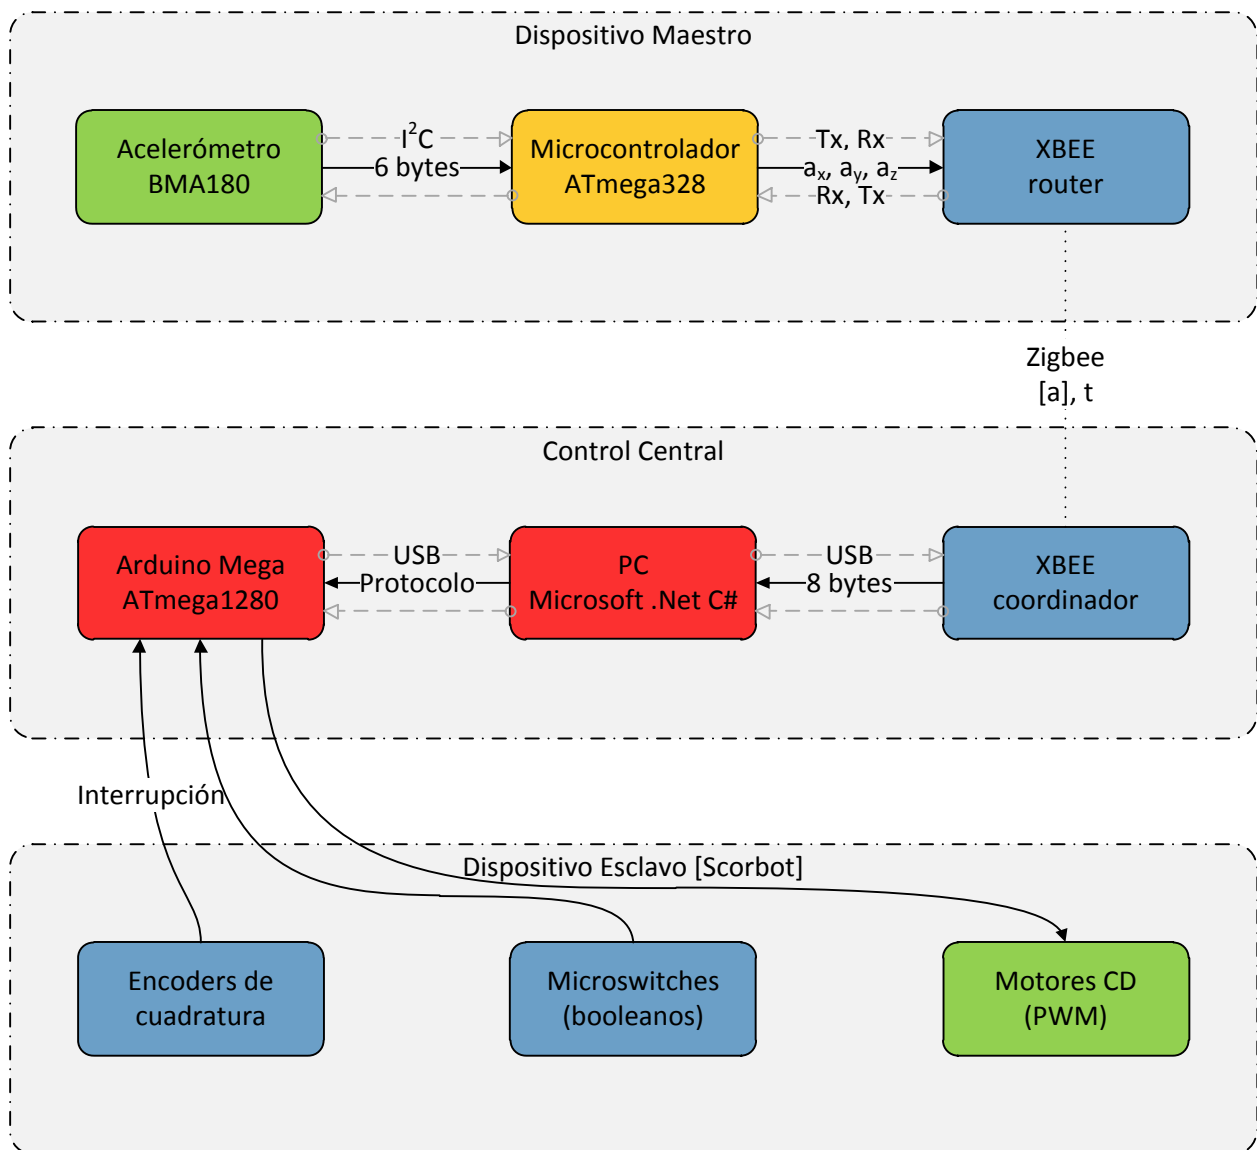 Dispositivo Maestro
Acelerómetro
BMA180
I²C
6 bytes
Microcontrolador
ATmega328
Tx, Rx
aₓ, aᵧ, a_z
Rx, Tx
XBEE
router
Zigbee
[a], t
Control Central
Arduino Mega
ATmega1280
USB
Protocolo
PC
Microsoft .Net C#
USB
8 bytes
XBEE
coordinador
Interrupción
Dispositivo Esclavo [Scorbot]
Encoders de
cuadratura
Microswitches
(booleanos)
Motores CD
(PWM)